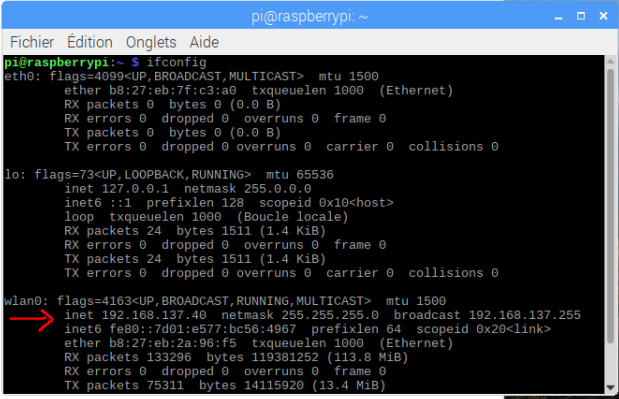 pi@raspberrypi: ~
Fichier Édition Onglets Aide
pi@raspberrypi:~ $ ifconfig
eth0: flags=4099<UP,BROADCAST,MULTICAST>  mtu 1500
        ether b8:27:eb:7f:c3:a0  txqueuelen 1000  (Ethernet)
        RX packets 0  bytes 0 (0.0 B)
        RX errors 0  dropped 0  overruns 0  frame 0
        TX packets 0  bytes 0 (0.0 B)
        TX errors 0  dropped 0 overruns 0  carrier 0  collisions 0
lo: flags=73<UP,LOOPBACK,RUNNING>  mtu 65536
        inet 127.0.0.1  netmask 255.0.0.0
        inet6 ::1  prefixlen 128  scopeid 0x10<host>
        loop  txqueuelen 1000  (Boucle locale)
        RX packets 24  bytes 1511 (1.4 KiB)
        RX errors 0  dropped 0  overruns 0  frame 0
        TX packets 24  bytes 1511 (1.4 KiB)
        TX errors 0  dropped 0 overruns 0  carrier 0  collisions 0
wlan0: flags=4163<UP,BROADCAST,RUNNING,MULTICAST>  mtu 1500
        inet 192.168.137.40  netmask 255.255.255.0  broadcast 192.168.137.255
        inet6 fe80::7d01:e577:bc56:4967  prefixlen 64  scopeid 0x20<link>
        ether b8:27:eb:2a:96:f5  txqueuelen 1000  (Ethernet)
        RX packets 133296  bytes 119381252 (113.8 MiB)
        RX errors 0  dropped 0  overruns 0  frame 0
        TX packets 75311  bytes 14115920 (13.4 MiB)